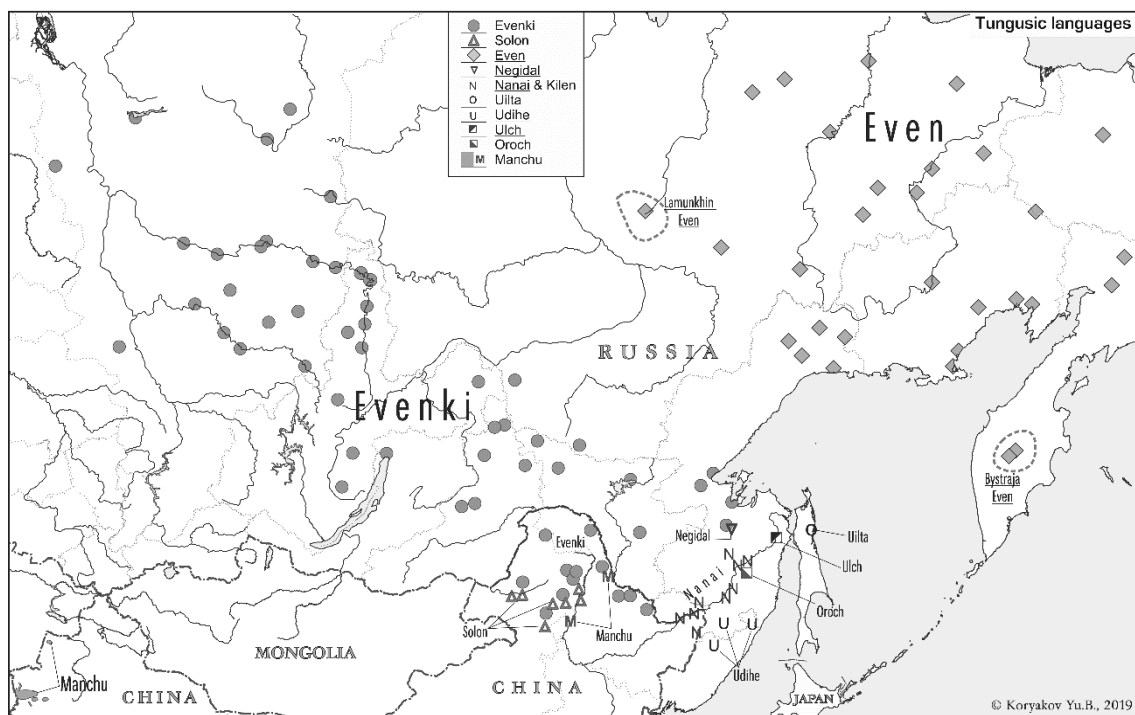 Tungusic languages
Evenki
Solon
Even
Negidal
N Nanai & Kilen
Uilta
U Udihe
Ulch
Oroch
M Manchu
Even
Lamunkhin
Even
RUSSIA
Evenki
Bystraja
Even
Negidal
Evenki
Uilta
Ulch
N
N
N
Nanai
M
N
N
N
N
N
N
N
Oroch
Solon
M
Manchu
U
U
U
N
U
MONGOLIA
Udihe
Manchu
CHINA
CHINA
JAPAN
© Koryakov Yu.B., 2019